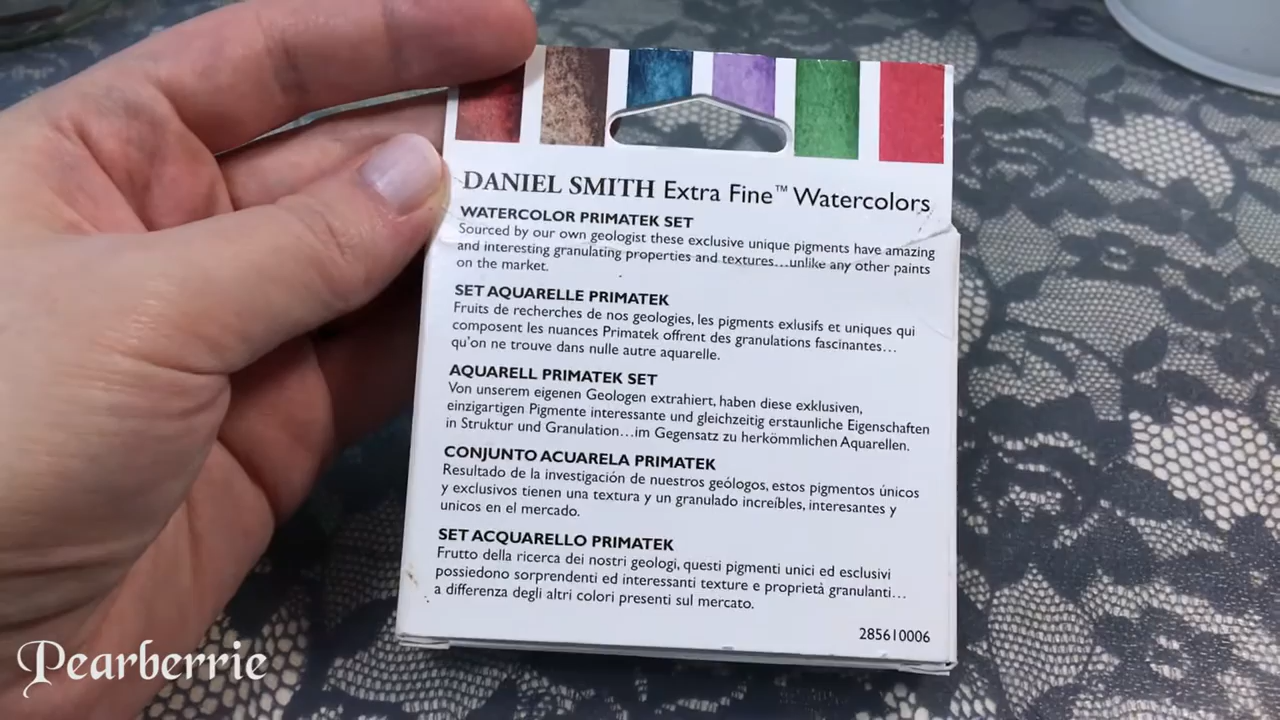 DANIEL SMITH Extra Fine™ Watercolors
WATERCOLOR PRIMATEK SET
Sourced by our own geologist these exclusive unique pigments have amazing
and interesting granulating properties and textures...unlike any other paints
on the market.
SET AQUARELLE PRIMATEK
Fruits de recherches de nos geologies, les pigments exlusifs et uniques qui
composent les nuances Primatek offrent des granulations fascinantes...
qu'on ne trouve dans nulle autre aquarelle.
AQUARELL PRIMATEK SET
Von unserem eigenen Geologen extrahiert, haben diese exklusiven,
einzigartigen Pigmente interessante und gleichzeitig erstaunliche Eigenschaften
in Struktur und Granulation...im Gegensatz zu herkömmlichen Aquarellen.
CONJUNTO ACUARELA PRIMATEK
Resultado de la investigación de nuestros geólogos, estos pigmentos únicos
y exclusivos tienen una textura y un granulado increíbles, interesantes y
unicos en el mercado.
SET ACQUARELLO PRIMATEK
Frutto della ricerca dei nostri geologi, questi pigmenti unici ed esclusivi
possiedono sorprendenti ed interessanti texture e proprietà granulanti...
a differenza degli altri colori presenti sul mercato.
285610006
Pearberrie